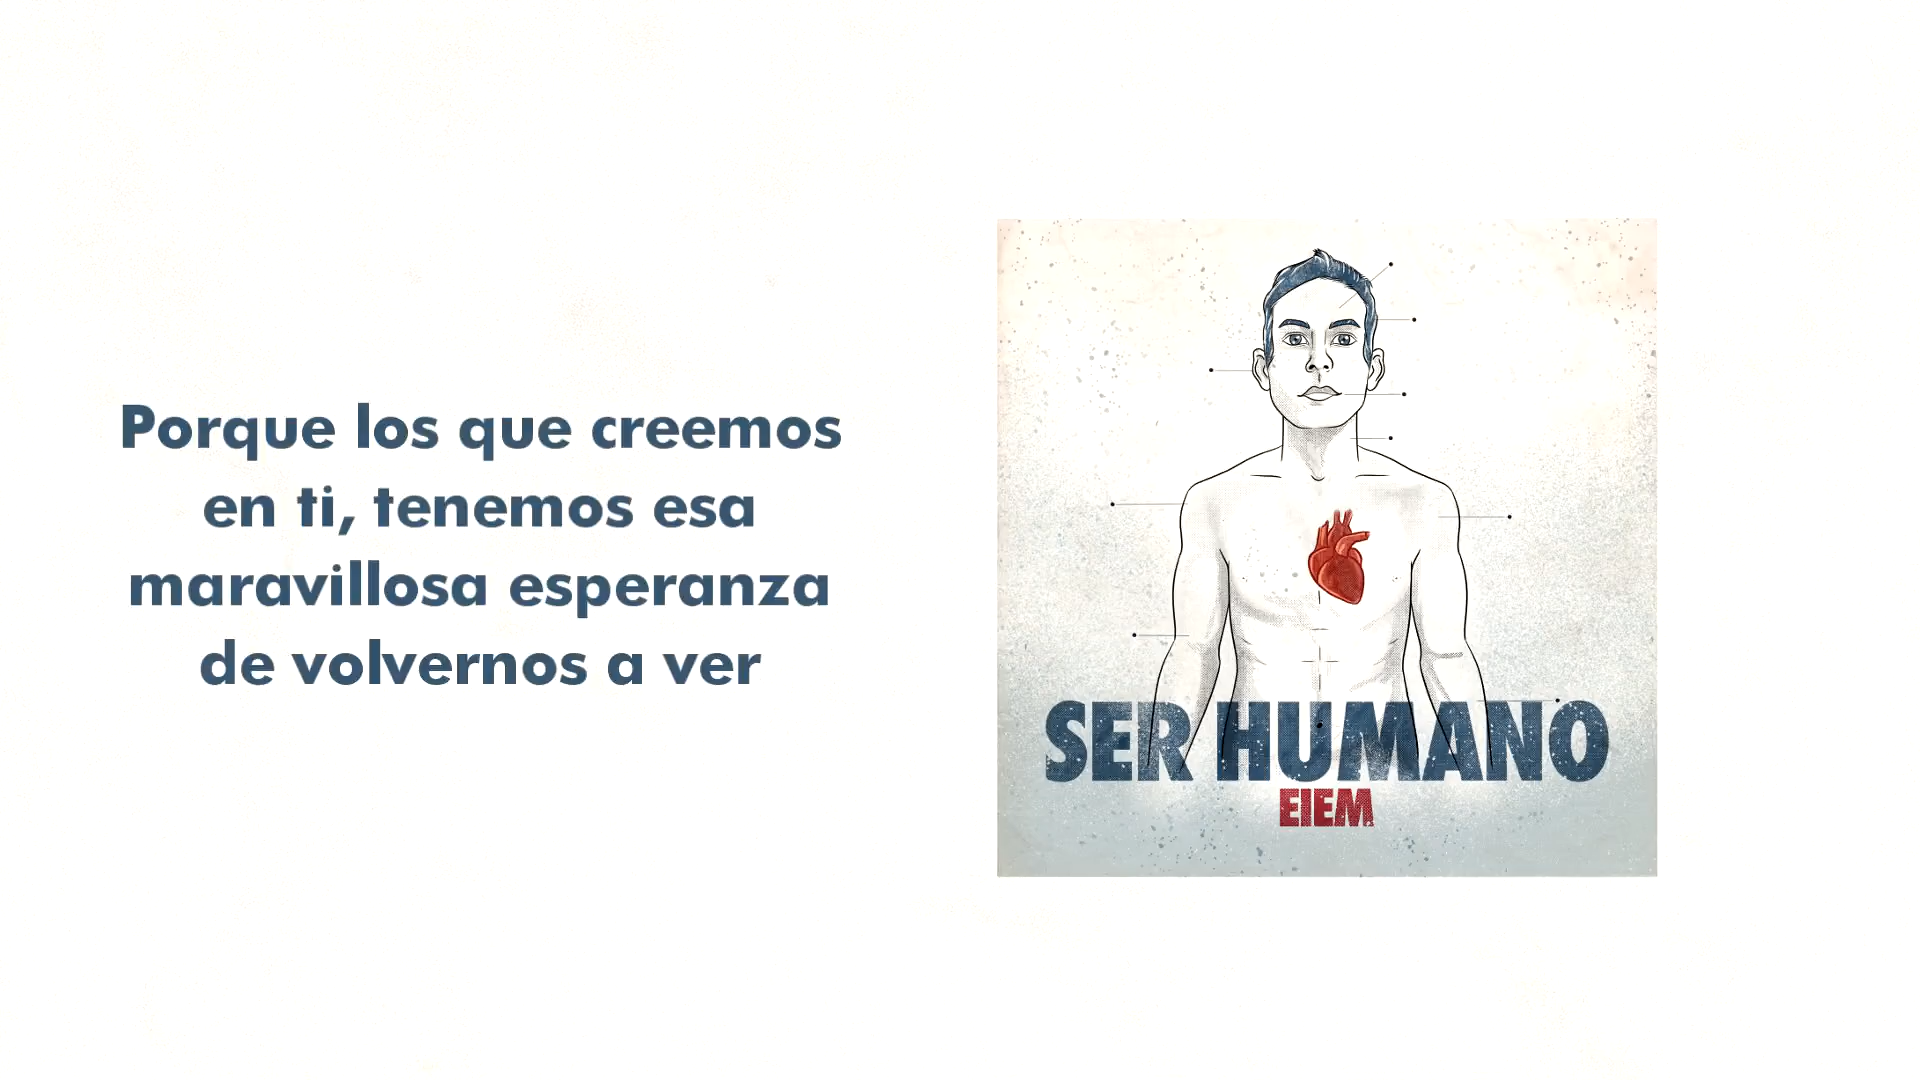 Porque los que creemos
en ti, tenemos esa
maravillosa esperanza
de volvernos a ver
SER HUMANO
EIEM